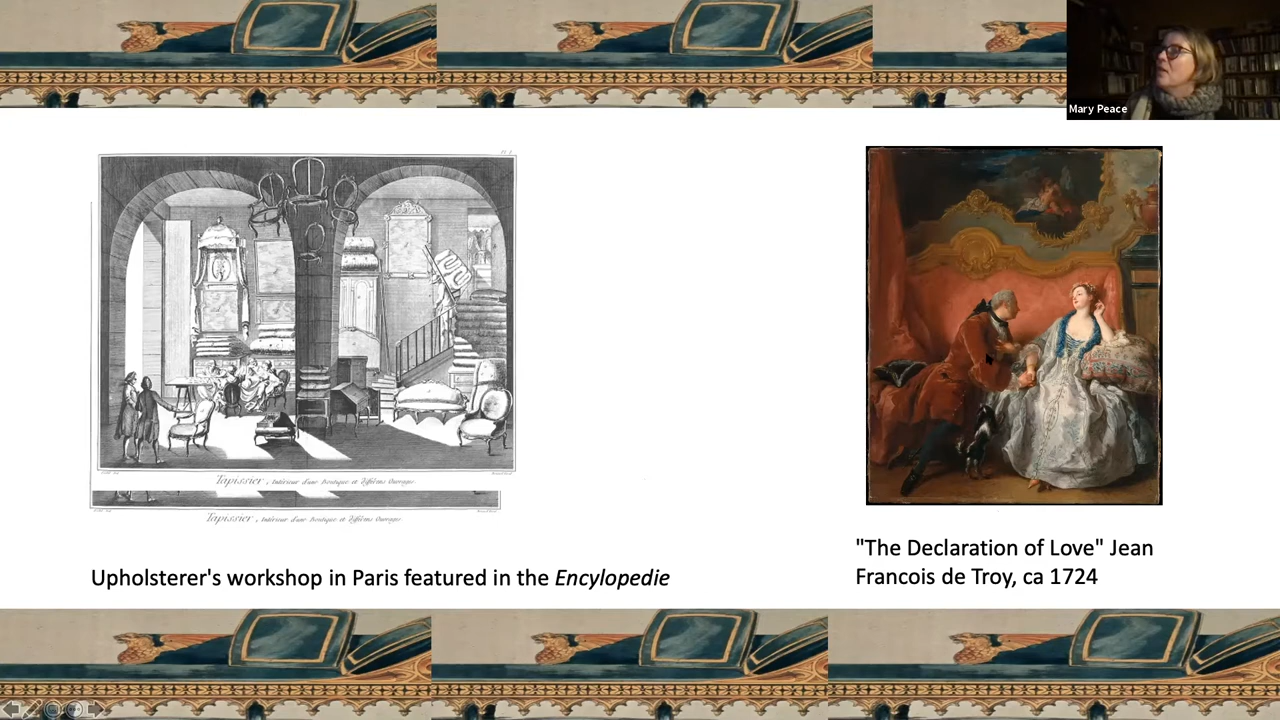 Mary Peace
Tapissier, Intérieur d'une Boutique et différens Ouvrages.
Tapissier, Intérieur d'une Boutique et différens Ouvrages
Upholsterer's workshop in Paris featured in the Encylopedie
"The Declaration of Love" Jean
Francois de Troy, ca 1724